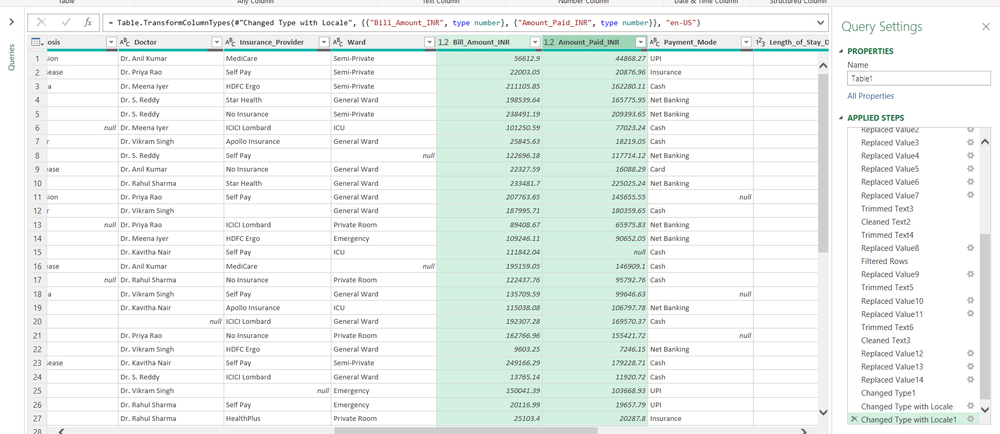 Table Any Column Text Column Number Column Date & Time Column Structured Column
= Table.TransformColumnTypes(#"Changed Type with Locale", {{"Bill_Amount_INR", type number}, {"Amount_Paid_INR", type number}}, "en-US")
Queries
osis Doctor Insurance_Provider Ward 1.2 Bill_Amount_INR 1.2 Amount_Paid_INR Payment_Mode Length_of_Stay_D
1 sion Dr. Anil Kumar MediCare Semi-Private 56612.9 44868.27 UPI
2 sease Dr. Priya Rao Self Pay Semi-Private 22003.05 20876.96 Insurance
3 a Dr. Meena Iyer HDFC Ergo Semi-Private 211105.85 162280.11 Cash
4 Dr. S. Reddy Star Health General Ward 198539.64 165775.95 Net Banking
5 Dr. S. Reddy No Insurance Semi-Private 238491.19 209393.65 Net Banking
6 null Dr. Meena Iyer ICICI Lombard ICU 101250.59 77023.24 Cash
7 r Dr. Vikram Singh Apollo Insurance General Ward 25845.63 18219.05 Cash
8 Dr. S. Reddy Self Pay null 122696.18 117714.12 Net Banking
9 ease Dr. Anil Kumar No Insurance General Ward 22327.59 16088.29 Card
10 Dr. Rahul Sharma Star Health General Ward 233481.7 225025.24 Net Banking
11 sion Dr. Priya Rao Self Pay General Ward 207763.65 145655.55 null
12 r Dr. Vikram Singh General Ward 187995.71 180359.65 Cash
13 null Dr. Priya Rao ICICI Lombard Private Room 89408.67 65975.83 Net Banking
14 Dr. Meena Iyer HDFC Ergo Emergency 109246.11 90652.05 Net Banking
15 Dr. Kavitha Nair Self Pay ICU 111842.04 null Cash
16 ease Dr. Anil Kumar MediCare null 195159.05 146909.1 Cash
17 null Dr. Rahul Sharma No Insurance Private Room 122437.76 95792.76 Cash
18 a Dr. Vikram Singh Self Pay General Ward 135709.59 99646.63 null
19 Dr. Kavitha Nair Apollo Insurance ICU 115038.08 106797.78 Net Banking
20 null ICICI Lombard General Ward 192307.28 169570.37 Cash
21 Dr. Priya Rao No Insurance Private Room 162766.96 155421.72 null
22 Dr. Vikram Singh HDFC Ergo General Ward 9603.25 7246.15 Net Banking
23 sease Dr. Kavitha Nair Self Pay Semi-Private 249166.29 179228.71 Cash
24 Dr. S. Reddy ICICI Lombard General Ward 13765.14 11920.72 Cash
25 Dr. Vikram Singh null Emergency 150041.39 103668.93 UPI
26 Dr. Rahul Sharma Self Pay Emergency 20116.99 19657.79 UPI
27 Dr. Rahul Sharma HealthPlus Private Room 25103.4 20287.8 Insurance
28
Query Settings
PROPERTIES
Name
Table1
All Properties
APPLIED STEPS
Replaced Value2
Replaced Value3
Replaced Value4
Replaced Value5
Replaced Value6
Replaced Value7
Trimmed Text3
Cleaned Text2
Trimmed Text4
Replaced Value8
Filtered Rows
Replaced Value9
Trimmed Text5
Replaced Value10
Replaced Value11
Trimmed Text6
Cleaned Text3
Replaced Value12
Replaced Value13
Replaced Value14
Changed Type1
Changed Type with Locale
Changed Type with Locale1